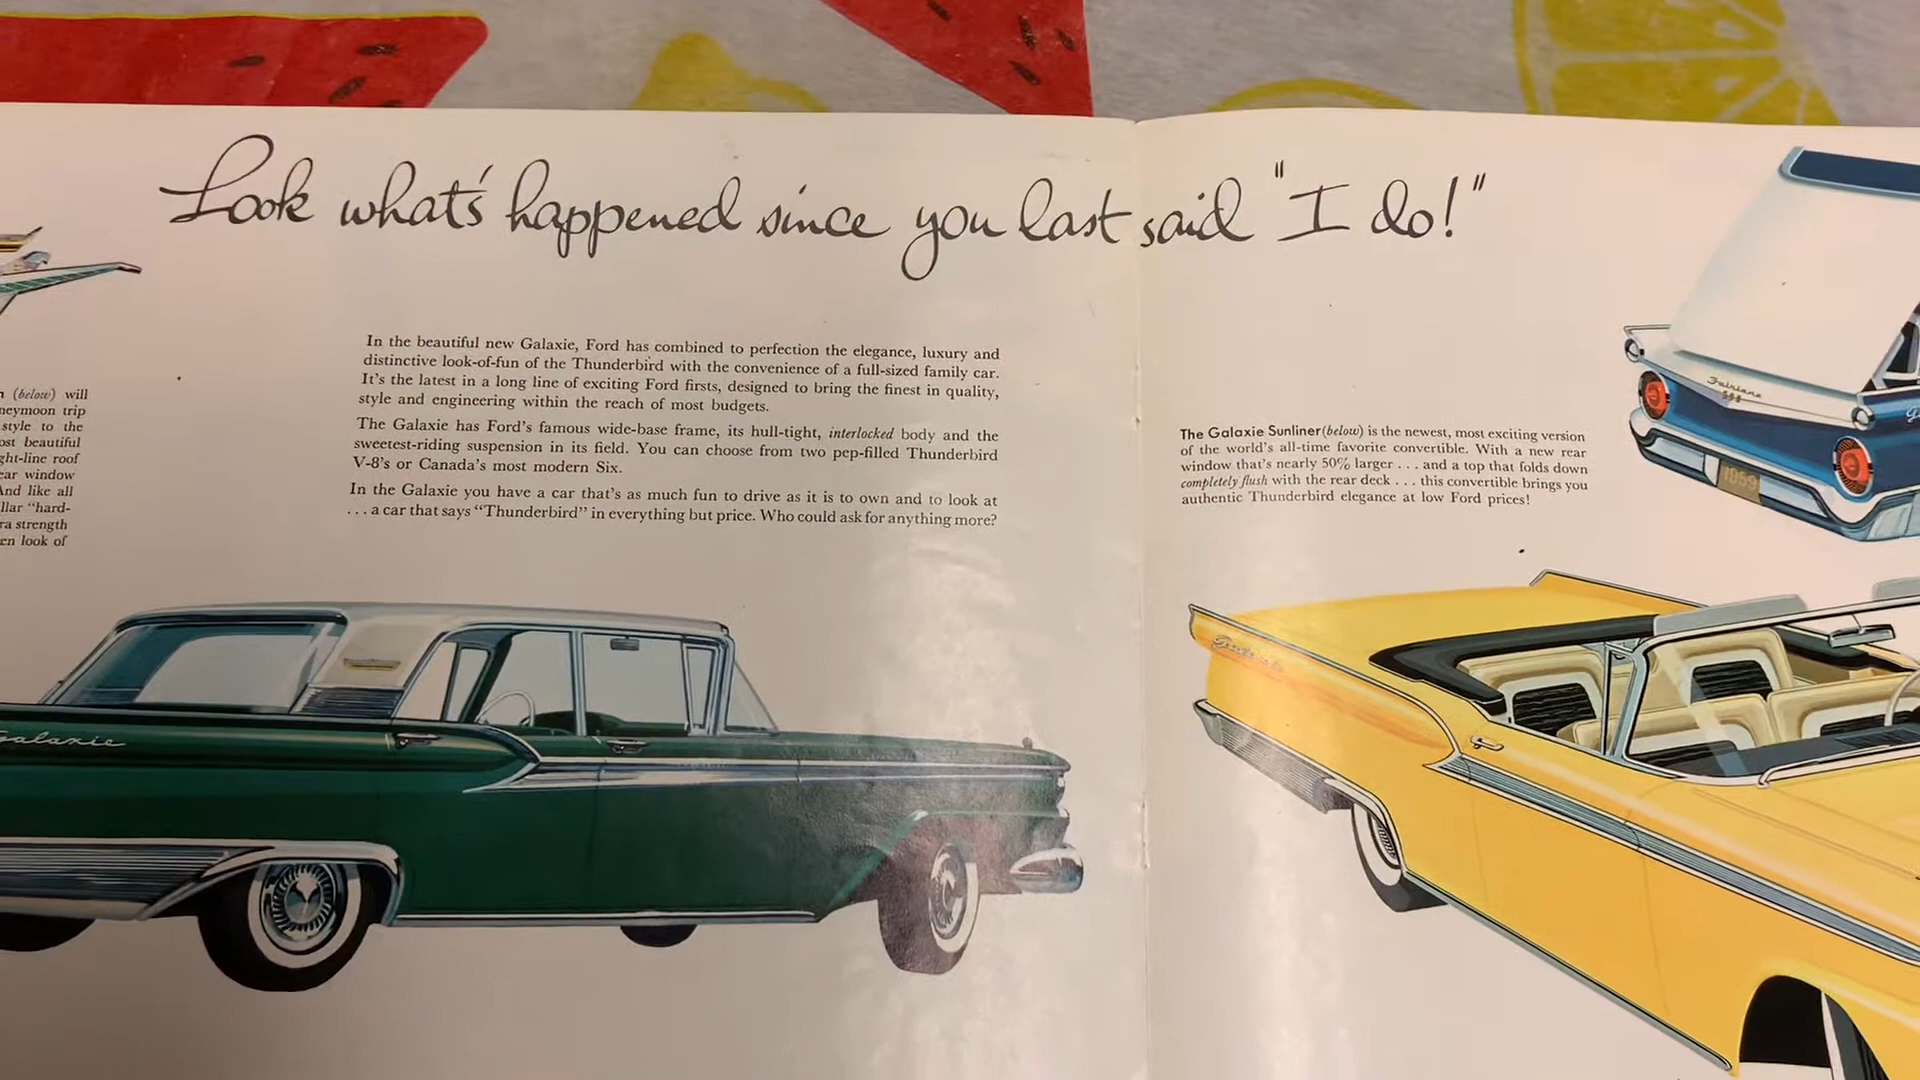 Look what's happened since you last said "I do!"
(below) will
neymoon trip
style to the
ost beautiful
ght-line roof
ear window
And like all
llar "hard-
ra strength
en look of
In the beautiful new Galaxie, Ford has combined to perfection the elegance, luxury and
distinctive look-of-fun of the Thunderbird with the convenience of a full-sized family car.
It's the latest in a long line of exciting Ford firsts, designed to bring the finest in quality,
style and engineering within the reach of most budgets.
The Galaxie has Ford's famous wide-base frame, its hull-tight, interlocked body and the
sweetest-riding suspension in its field. You can choose from two pep-filled Thunderbird
V-8's or Canada's most modern Six.
In the Galaxie you have a car that's as much fun to drive as it is to own and to look at
. . . a car that says "Thunderbird" in everything but price. Who could ask for anything more?
The Galaxie Sunliner (below) is the newest, most exciting version
of the world's all-time favorite convertible. With a new rear
window that's nearly 50% larger . . . and a top that folds down
completely flush with the rear deck . . . this convertible brings you
authentic Thunderbird elegance at low Ford prices!
Fairlane
500
1959
Galaxie
Galaxie